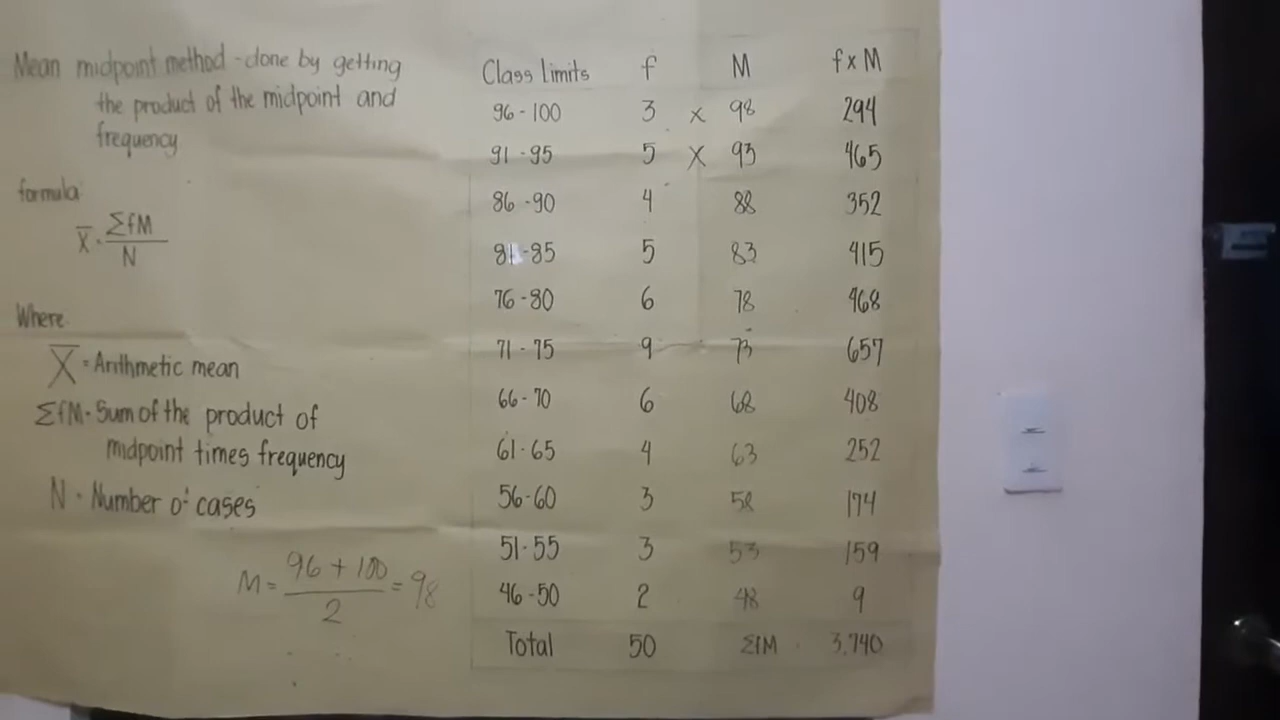 Mean midpoint method - done by getting
the product of the midpoint and
frequency
formula
X̄ = ΣfM / N
Where
X̄ = Arithmetic mean
ΣfM - Sum of the product of
midpoint times frequency
N - Number of cases
M = 96 + 100 / 2 = 98
Class Limits f M f x M
96 - 100 3 x 98 294
91 - 95 5 x 93 465
86 - 90 4 88 352
81 - 85 5 83 415
76 - 80 6 78 468
71 - 75 9 73 657
66 - 70 6 68 408
61 - 65 4 63 252
56 - 60 3 58 174
51 - 55 3 53 159
46 - 50 2 48 9
Total 50 ΣfM - 3,740